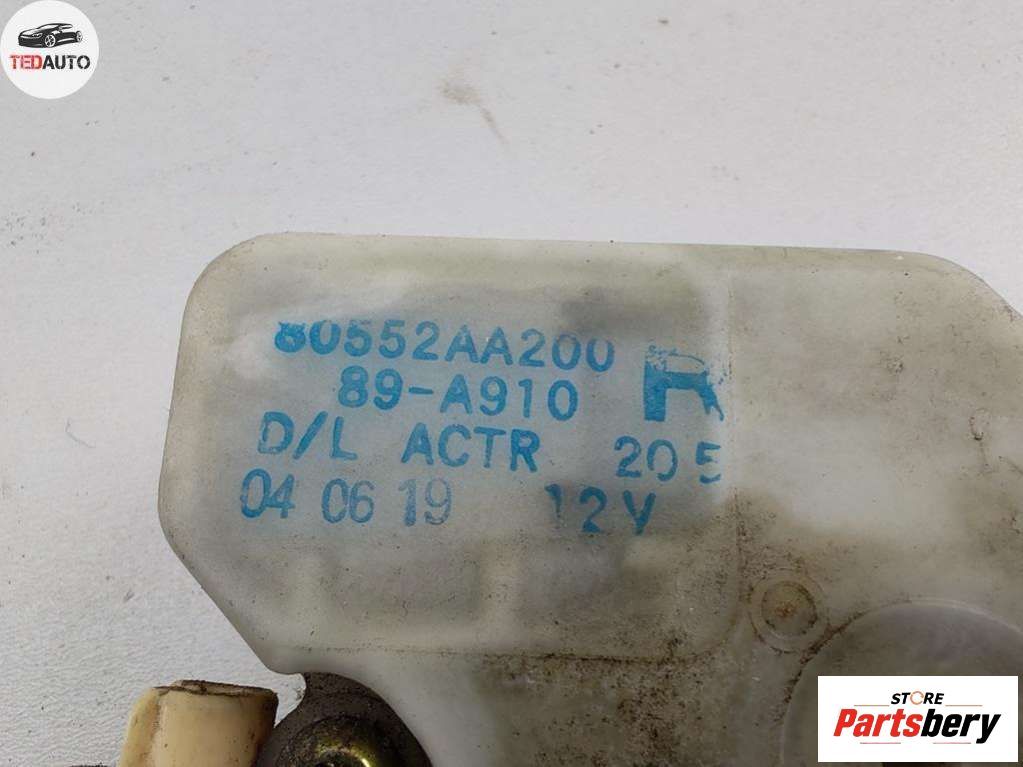 TEDAUTO
80552AA200
89-A910 R
D/L ACTR 205
04 06 19 12V
STORE
Partsbery